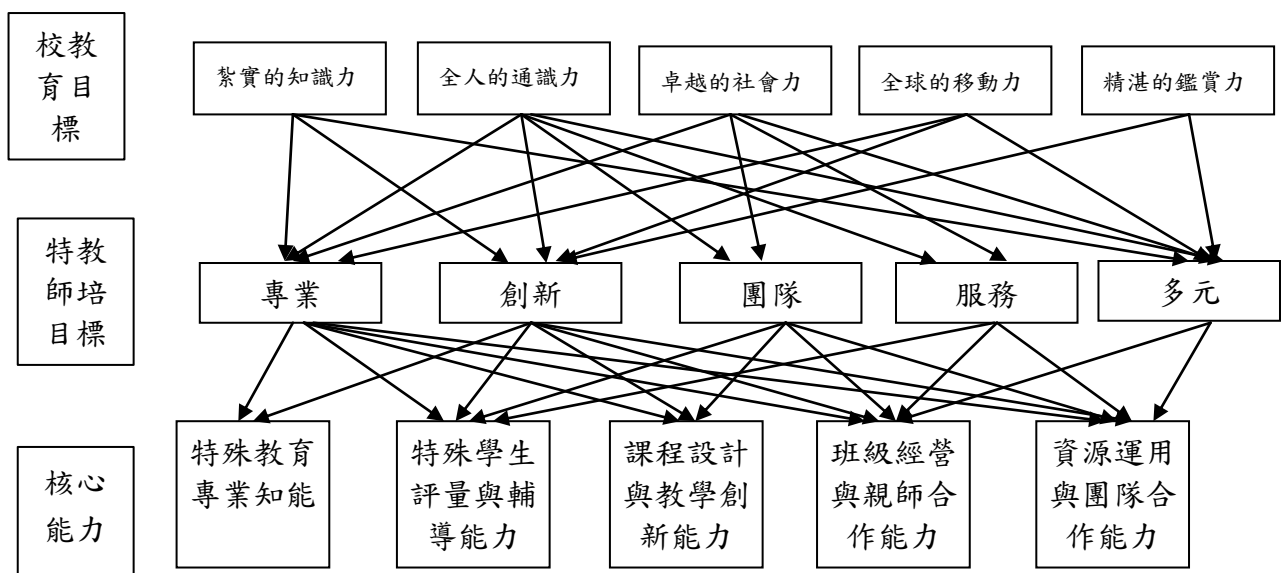 校教
育目
標
紮實的知識力
全人的通識力
卓越的社會力
全球的移動力
精湛的鑑賞力
特教
師培
目標
專業
創新
團隊
服務
多元
核心
能力
特殊教育
專業知能
特殊學生
評量與輔
導能力
課程設計
與教學創
新能力
班級經營
與親師合
作能力
資源運用
與團隊合
作能力